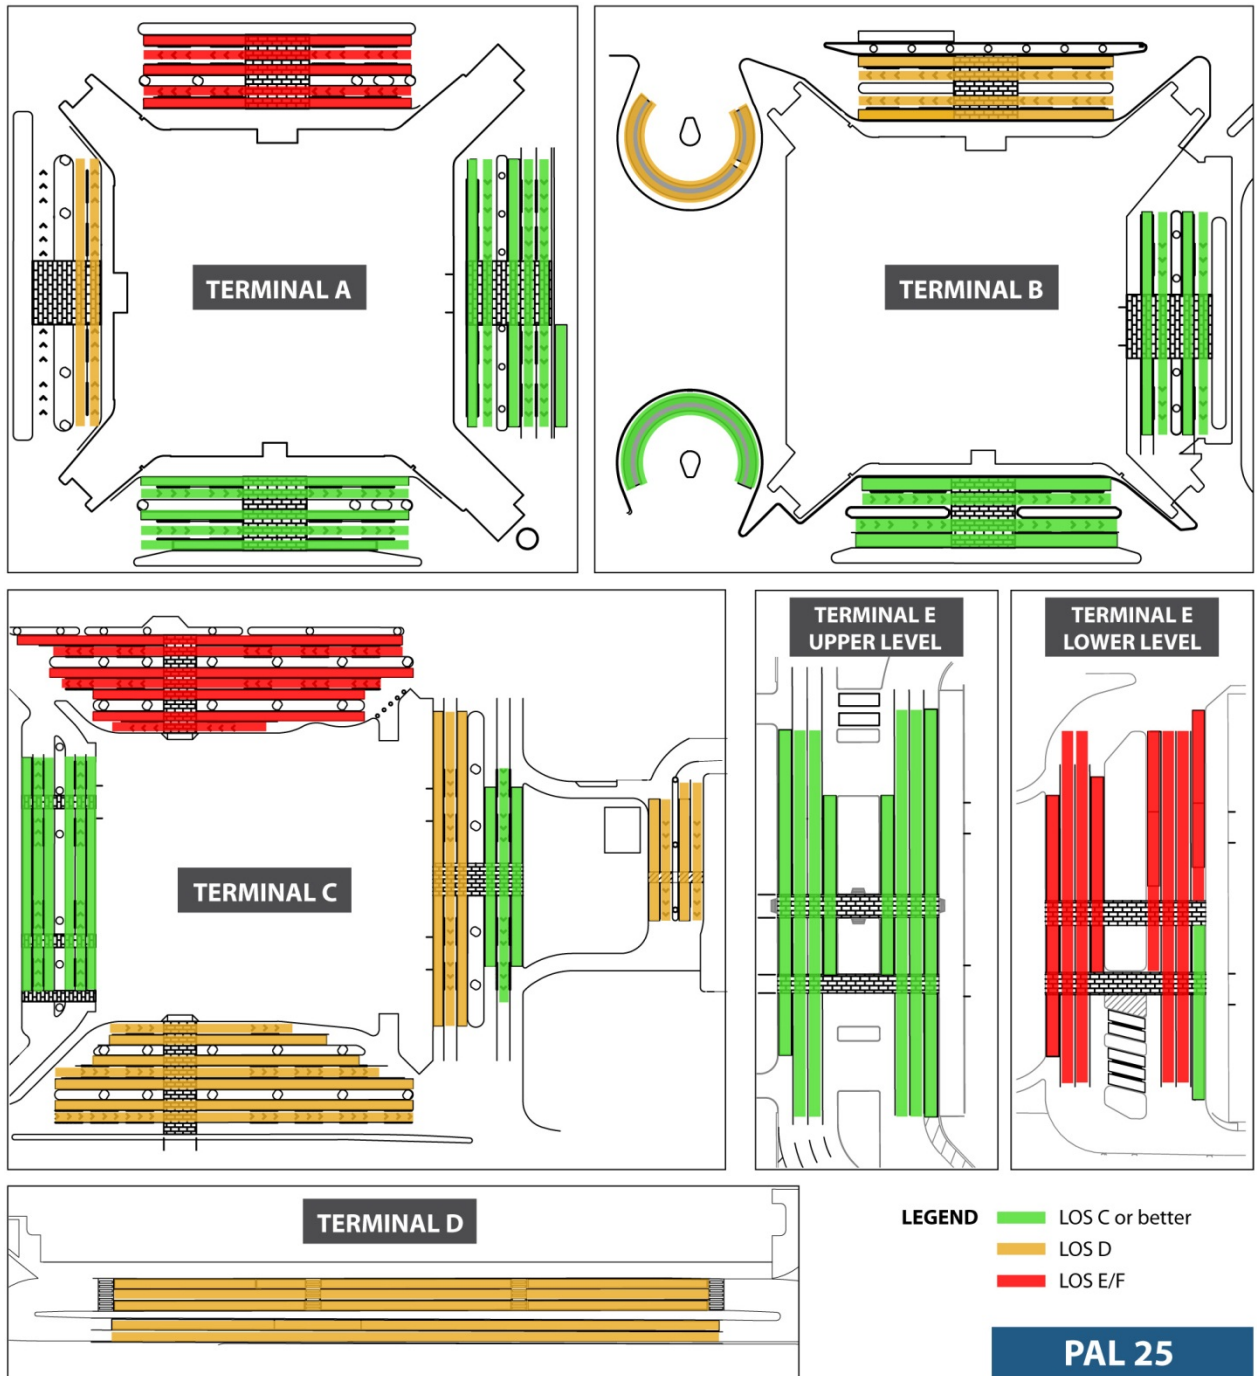 TERMINAL A
TERMINAL B
TERMINAL C
TERMINAL E
UPPER LEVEL
TERMINAL E
LOWER LEVEL
TERMINAL D
LEGEND
LOS C or better
LOS D
LOS E/F
PAL 25